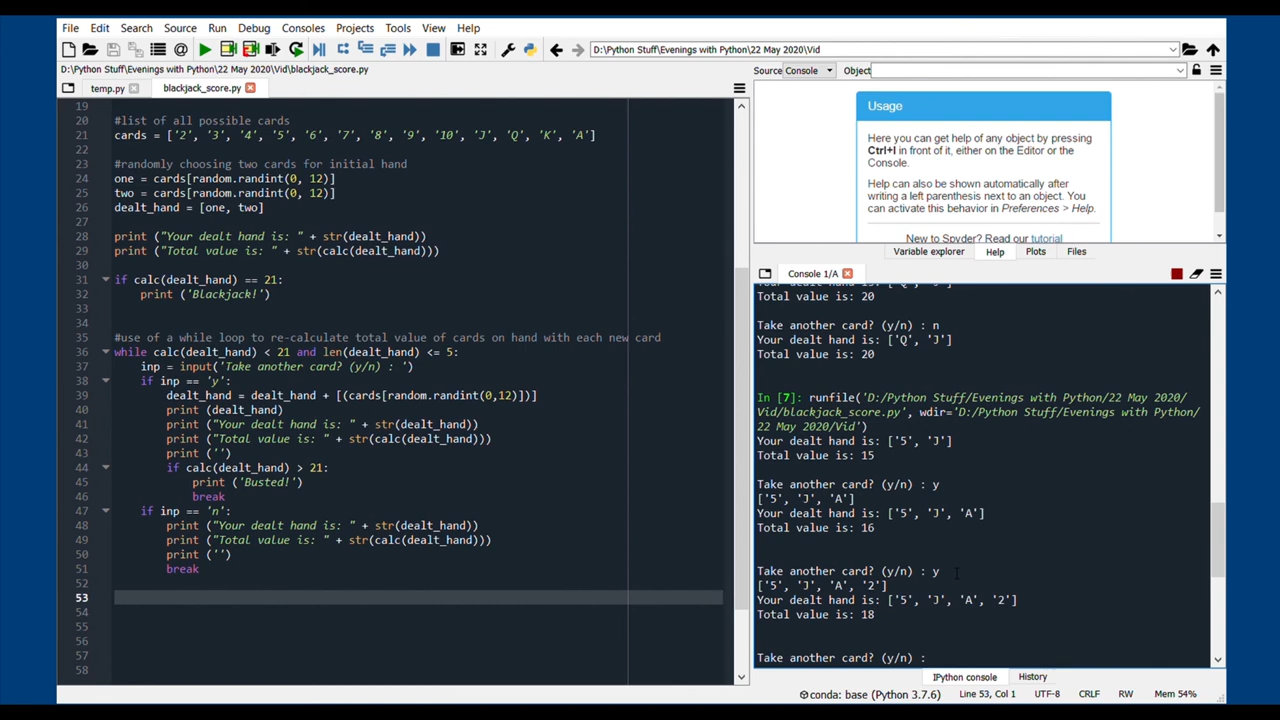 File Edit Search Source Run Debug Consoles Projects Tools View Help
D:\Python Stuff\Evenings with Python\22 May 2020\Vid
D:\Python Stuff\Evenings with Python\22 May 2020\Vid\blackjack_score.py
temp.py blackjack_score.py
19
20 #list of all possible cards
21 cards = ['2', '3', '4', '5', '6', '7', '8', '9', '10', 'J', 'Q', 'K', 'A']
22
23 #randomly choosing two cards for initial hand
24 one = cards[random.randint(0, 12)]
25 two = cards[random.randint(0, 12)]
26 dealt_hand = [one, two]
27
28 print ("Your dealt hand is: " + str(dealt_hand))
29 print ("Total value is: " + str(calc(dealt_hand)))
30
31 if calc(dealt_hand) == 21:
32 print ('Blackjack!')
33
34
35 #use of a while loop to re-calculate total value of cards on hand with each new card
36 while calc(dealt_hand) < 21 and len(dealt_hand) <= 5:
37 inp = input('Take another card? (y/n) : ')
38 if inp == 'y':
39 dealt_hand = dealt_hand + [(cards[random.randint(0,12)])]
40 print (dealt_hand)
41 print ("Your dealt hand is: " + str(dealt_hand))
42 print ("Total value is: " + str(calc(dealt_hand)))
43 print ('')
44 if calc(dealt_hand) > 21:
45 print ('Busted!')
46 break
47 if inp == 'n':
48 print ("Your dealt hand is: " + str(dealt_hand))
49 print ("Total value is: " + str(calc(dealt_hand)))
50 print ('')
51 break
52
53
54
55
56
57
58
Source Console Object
Usage
Here you can get help of any object by pressing
Ctrl+I in front of it, either on the Editor or the
Console.
Help can also be shown automatically after
writing a left parenthesis next to an object. You
can activate this behavior in Preferences > Help.
New to Spyder? Read our tutorial
Variable explorer Help Plots Files
Console 1/A
Your dealt hand is: ['Q', 'J']
Total value is: 20
Take another card? (y/n) : n
Your dealt hand is: ['Q', 'J']
Total value is: 20
In [7]: runfile('D:/Python Stuff/Evenings with Python/22 May 2020/
Vid/blackjack_score.py', wdir='D:/Python Stuff/Evenings with Python/
22 May 2020/Vid')
Your dealt hand is: ['5', 'J']
Total value is: 15
Take another card? (y/n) : y
['5', 'J', 'A']
Your dealt hand is: ['5', 'J', 'A']
Total value is: 16
Take another card? (y/n) : y
['5', 'J', 'A', '2']
Your dealt hand is: ['5', 'J', 'A', '2']
Total value is: 18
Take another card? (y/n) :
IPython console History
conda: base (Python 3.7.6) Line 53, Col 1 UTF-8 CRLF RW Mem 54%